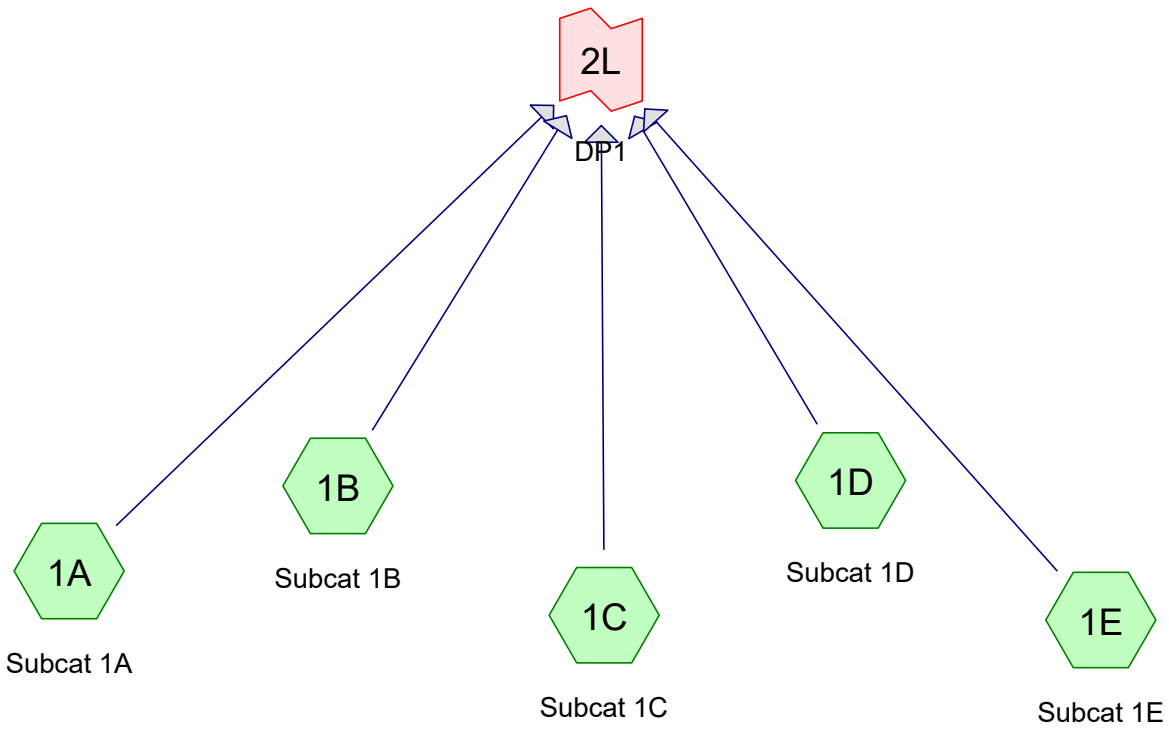 2L
DP1
1B
Subcat 1B
1D
Subcat 1D
1A
Subcat 1A
1C
Subcat 1C
1E
Subcat 1E